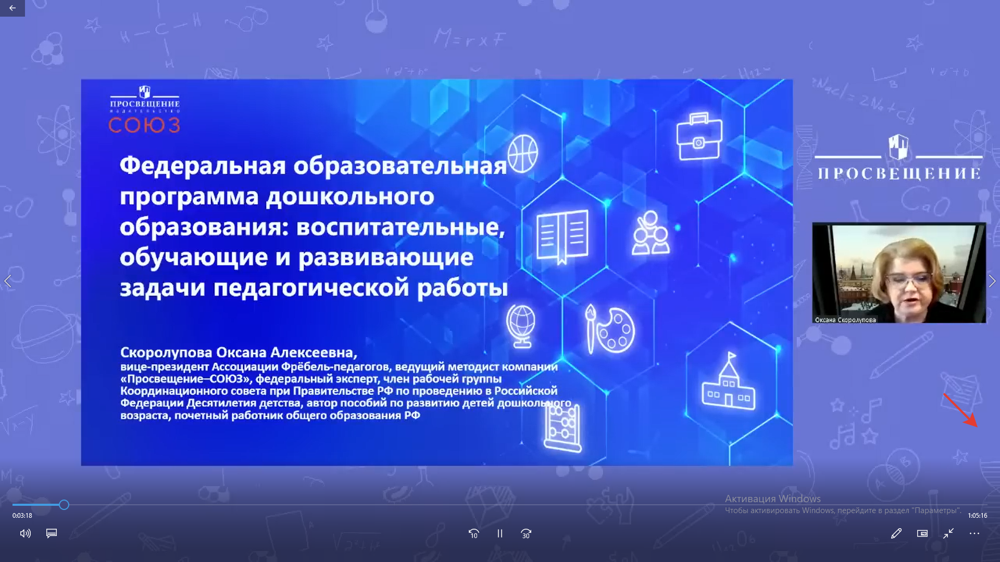 M=r x F
ПРОСВЕЩЕНИЕ
ИЗДАТЕЛЬСТВО
СОЮЗ
Федеральная образовательная
программа дошкольного
образования: воспитательные,
обучающие и развивающие
задачи педагогической работы
Скоролупова Оксана Алексеевна,
вице-президент Ассоциации Фрёбель-педагогов, ведущий методист компании
«Просвещение–СОЮЗ», федеральный эксперт, член рабочей группы
Координационного совета при Правительстве РФ по проведению в Российской
Федерации Десятилетия детства, автор пособий по развитию детей дошкольного
возраста, почетный работник общего образования РФ
ПРОСВЕЩЕНИЕ
CaO
Оксана Скоролупова
Активация Windows
Чтобы активировать Windows, перейдите в раздел "Параметры".
0:03:18
1:05:16
10
30